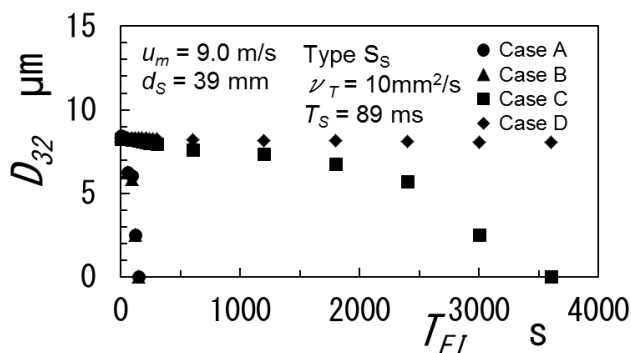 D32 μm
15
10
5
0
u_m = 9.0 m/s
d_S = 39 mm
Type S_S
ν_T = 10mm²/s
T_S = 89 ms
Case A
Case B
Case C
Case D
0 1000 2000 3000 4000
T_EI s